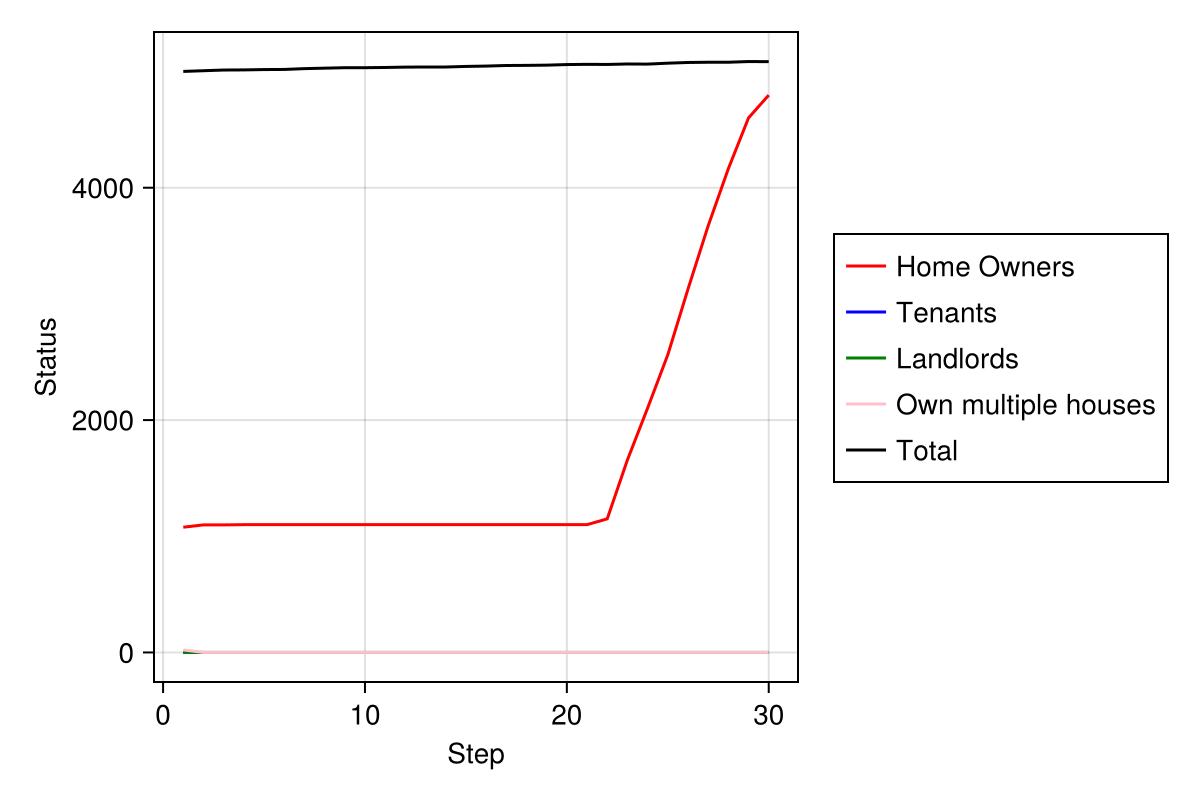 4000
2000
0
0 10 20 30
Status
Step
Home Owners
Tenants
Landlords
Own multiple houses
Total